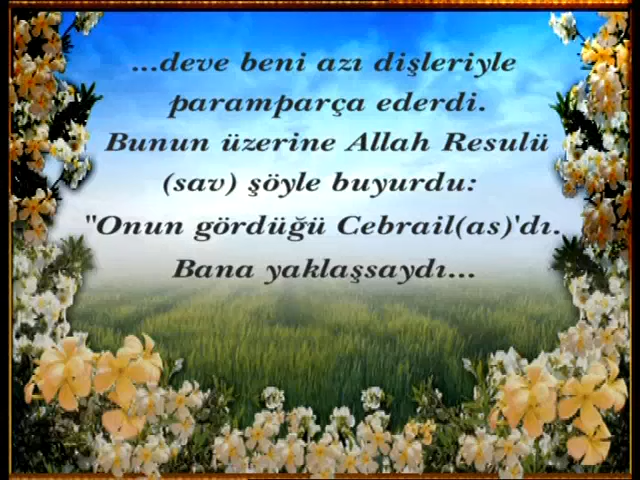 ...deve beni azı dişleriyle
paramparça ederdi.
Bunun üzerine Allah Resulü
(sav) şöyle buyurdu:
"Onun gördüğü Cebrail(as)'dı.
Bana yaklaşsaydı...